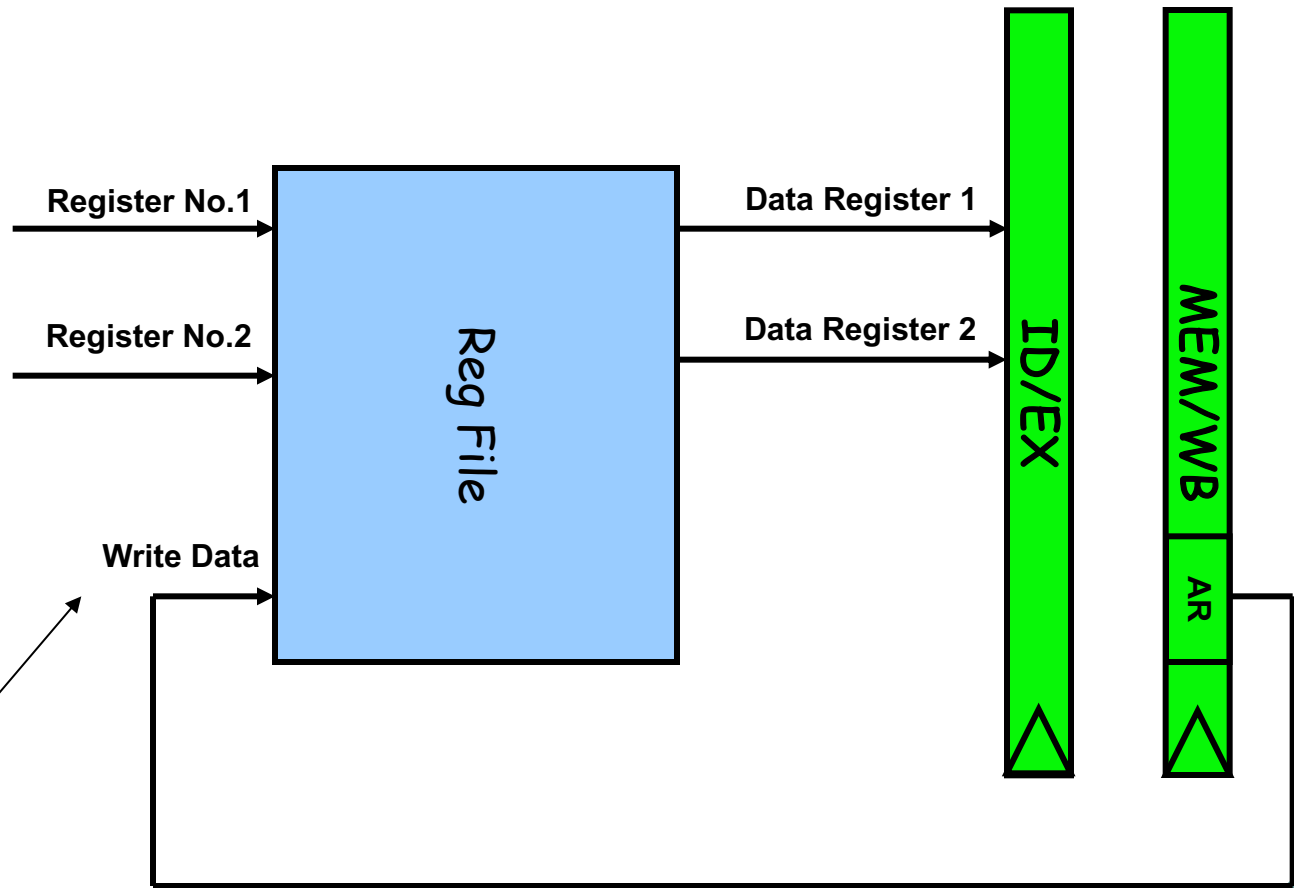 Register No.1
Data Register 1
Register No.2
Data Register 2
Reg File
ID/EX
MEM/WB
Write Data
AR